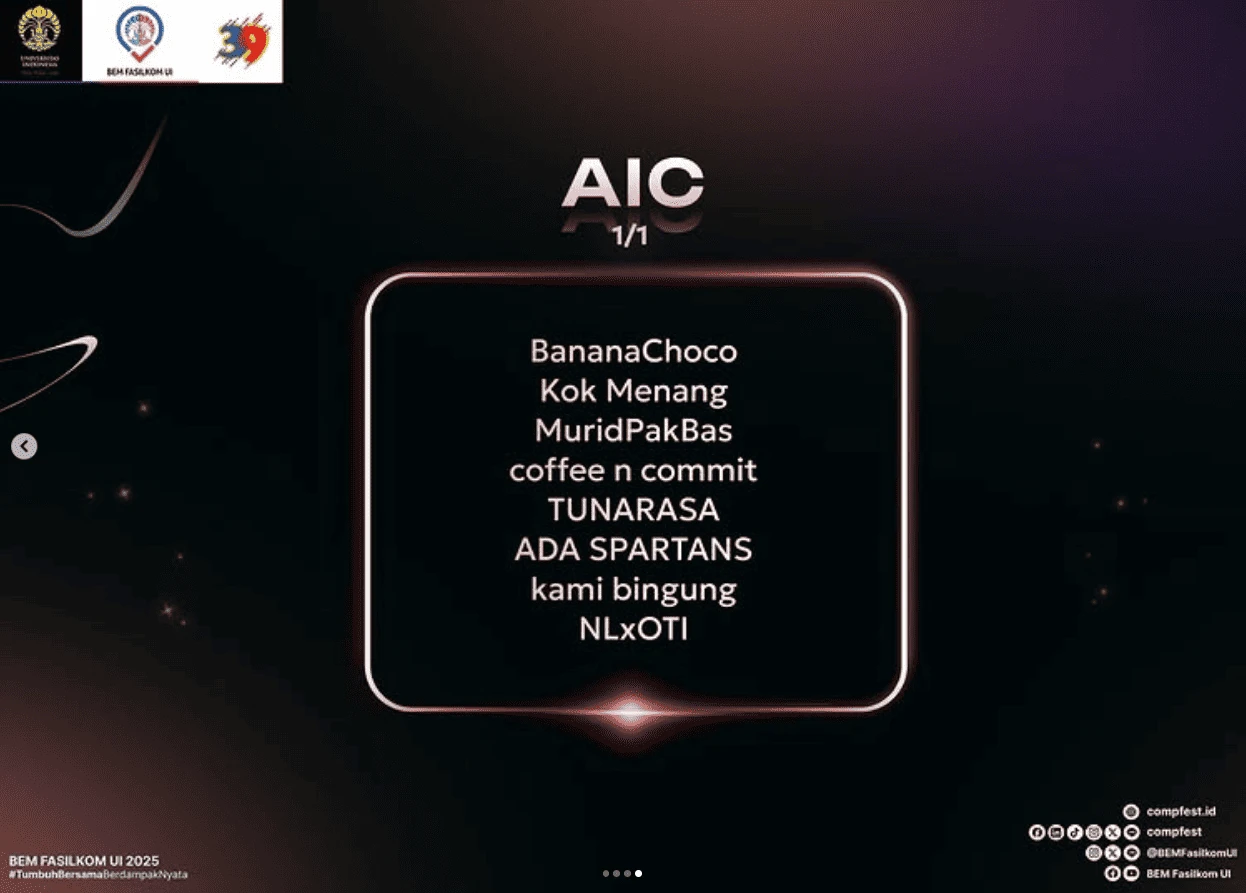 UNIVERSITAS
INDONESIA
BEM FASILKOM UI
39
AIC
1/1
BananaChoco
Kok Menang
MuridPakBas
coffee n commit
TUNARASA
ADA SPARTANS
kami bingung
NLxOTI
compfest.id
compfest
@BEMFasilkomUI
BEM Fasilkom UI
BEM FASILKOM UI 2025
#TumbuhBersamaBerdampakNyata